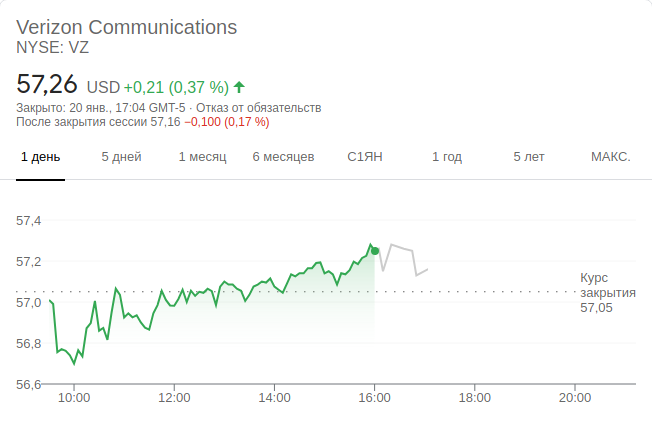 Verizon Communications
NYSE: VZ
57,26 USD +0,21 (0,37 %)
Закрыто: 20 янв., 17:04 GMT-5 · Отказ от обязательств
После закрытия сессии 57,16 −0,100 (0,17 %)
1 день 5 дней 1 месяц 6 месяцев С1ЯН 1 год 5 лет МАКС.
57,4
57,2
57,0
56,8
56,6
Курс
закрытия
57,05
10:00 12:00 14:00 16:00 18:00 20:00